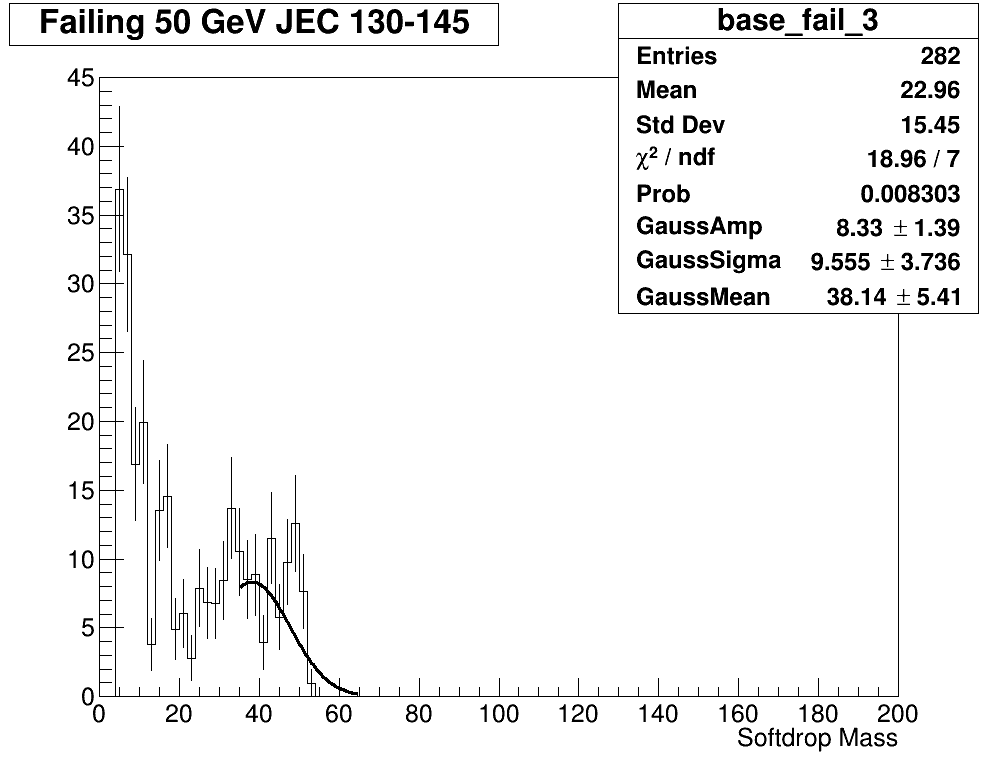 Failing 50 GeV JEC 130-145
base_fail_3
Entries 282
Mean 22.96
Std Dev 15.45
χ² / ndf 18.96 / 7
Prob 0.008303
GaussAmp 8.33 ± 1.39
GaussSigma 9.555 ± 3.736
GaussMean 38.14 ± 5.41
45
40
35
30
25
20
15
10
5
0
0 20 40 60 80 100 120 140 160 180 200
Softdrop Mass